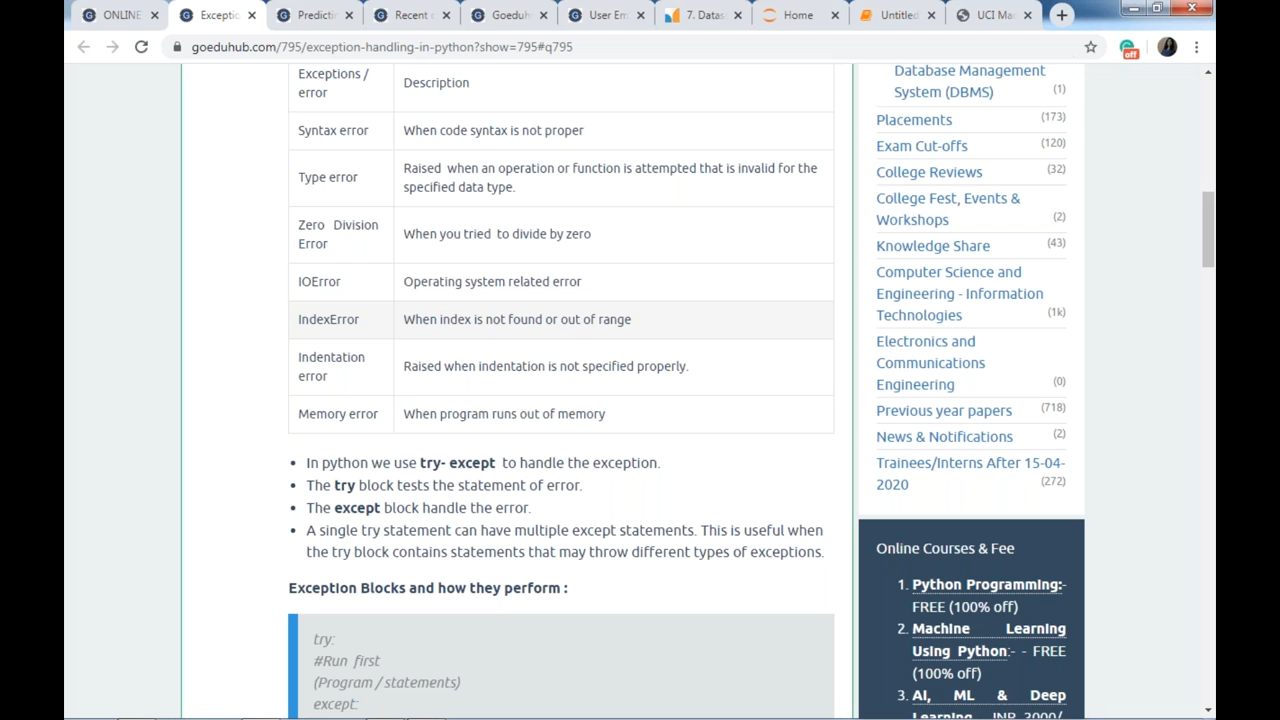 ONLINE
Exceptio
Predictin
Recent
Goeduh
User Em
7. Datas
Home
Untitled
UCI Ma
goeduhub.com/795/exception-handling-in-python?show=795#q795
off
Exceptions /
error
Description
Syntax error
When code syntax is not proper
Type error
Raised when an operation or function is attempted that is invalid for the
specified data type.
Zero Division
Error
When you tried to divide by zero
IOError
Operating system related error
IndexError
When index is not found or out of range
Indentation
error
Raised when indentation is not specified properly.
Memory error
When program runs out of memory
• In python we use try- except to handle the exception.
• The try block tests the statement of error.
• The except block handle the error.
• A single try statement can have multiple except statements. This is useful when
the try block contains statements that may throw different types of exceptions.
Exception Blocks and how they perform :
try:
#Run first
(Program / statements)
except:
Database Management
System (DBMS) (1)
Placements (173)
Exam Cut-offs (120)
College Reviews (32)
College Fest, Events &
Workshops (2)
Knowledge Share (43)
Computer Science and
Engineering - Information
Technologies (1k)
Electronics and
Communications
Engineering (0)
Previous year papers (718)
News & Notifications (2)
Trainees/Interns After 15-04-
2020 (272)
Online Courses & Fee
1. Python Programming:-
FREE (100% off)
2. Machine Learning
Using Python:- - FREE
(100% off)
3. AI, ML & Deep
Learning INR 2000/